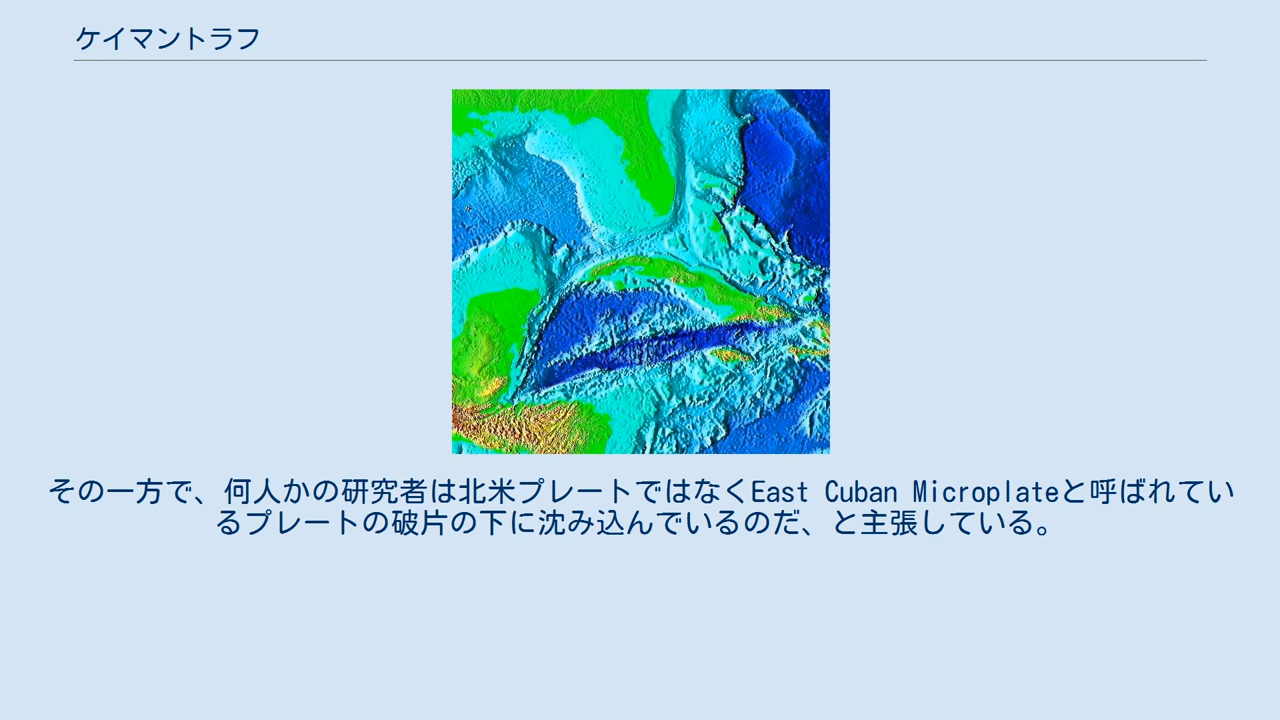 ケイマントラフ
その一方で、何人かの研究者は北米プレートではなくEast Cuban Microplateと呼ばれてい
るプレートの破片の下に沈み込んでいるのだ、と主張している。